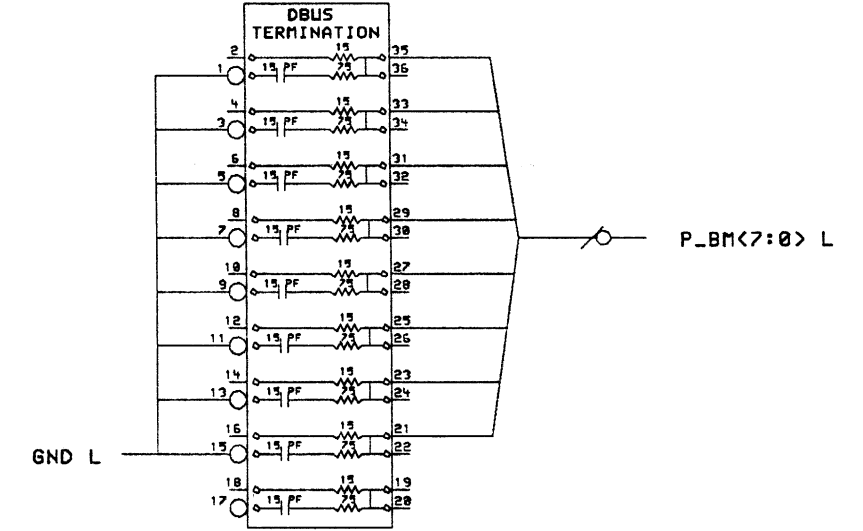 DBUS
TERMINATION
2 15 35
1 15 PF 75 36
4 15 33
3 15 PF 75 34
6 15 31
5 15 PF 75 32
8 15 29
7 15 PF 75 30
P_BM<7:0> L
10 15 27
9 15 PF 75 28
12 15 25
11 15 PF 75 26
14 15 23
13 15 PF 75 24
16 15 21
GND L 15 15 PF 75 22
18 15 19
17 15 PF 75 20